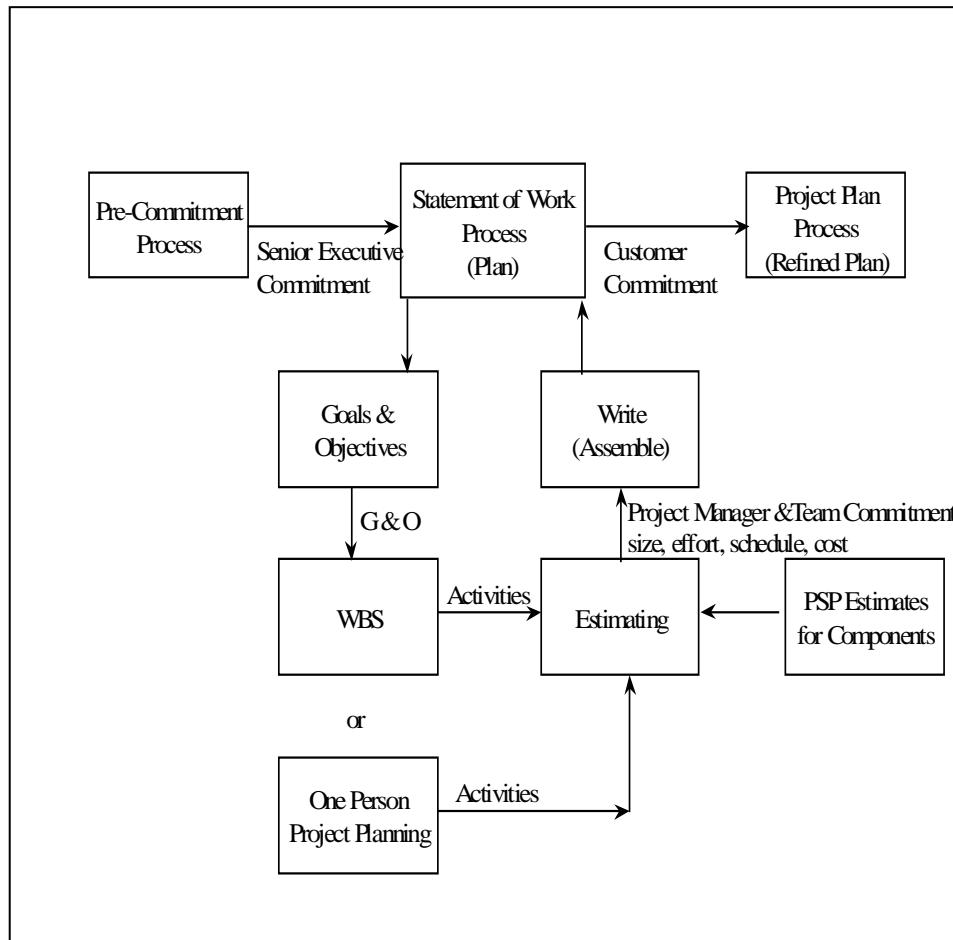 Pre-Commitment
Process
Senior Executive
Commitment
Statement of Work
Process
(Plan)
Customer
Commitment
Project Plan
Process
(Refined Plan)
Goals &
Objectives
Write
(Assemble)
G & O
Project Manager & Team Commitment
size, effort, schedule, cost
WBS
Activities
Estimating
PSP Estimates
for Components
or
One Person
Project Planning
Activities